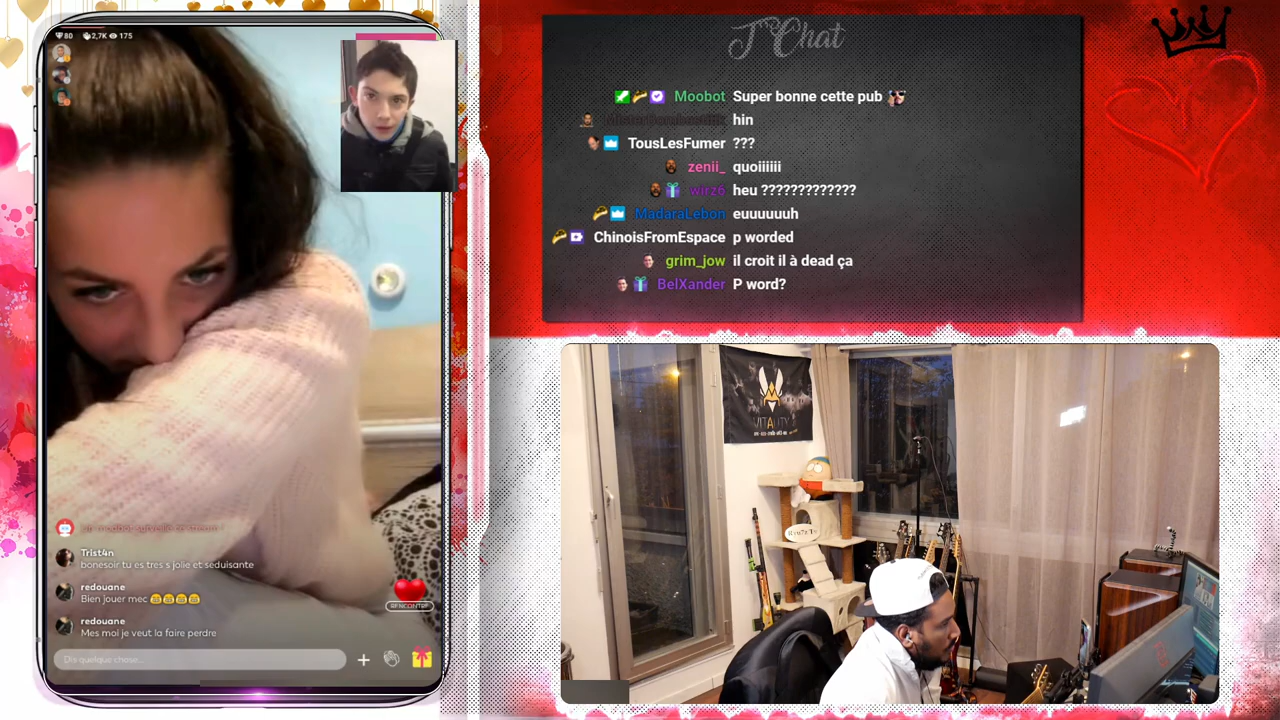 80 2,7K 175
T'Chat
Moobot Super bonne cette pub
hin
TousLesFumer ???
zenii_ quoiiiiii
wirz6 heu ?????????????
MadaraLebon euuuuuuh
ChinoisFromEspace p worded
grim_jow il croit il à dead ça
BelXander P word?
VITALITY
Trist4n
bonesoir tu es tres s jolie et seduisante
redouane
Bien jouer mec
redouane
Mes moi je veut la faire perdre
RENCONTRE
Dis quelque chose...